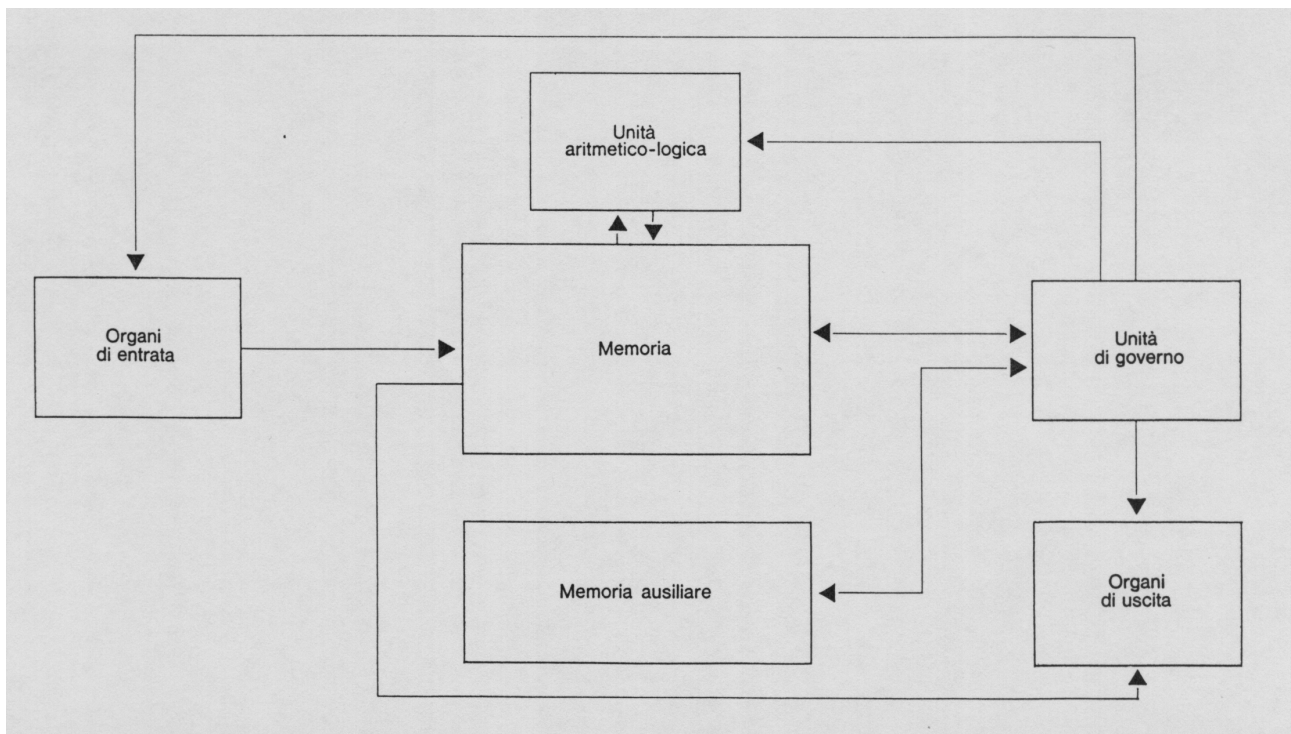 Unità
aritmetico-logica
Organi
di entrata
Memoria
Unità
di governo
Memoria ausiliare
Organi
di uscita